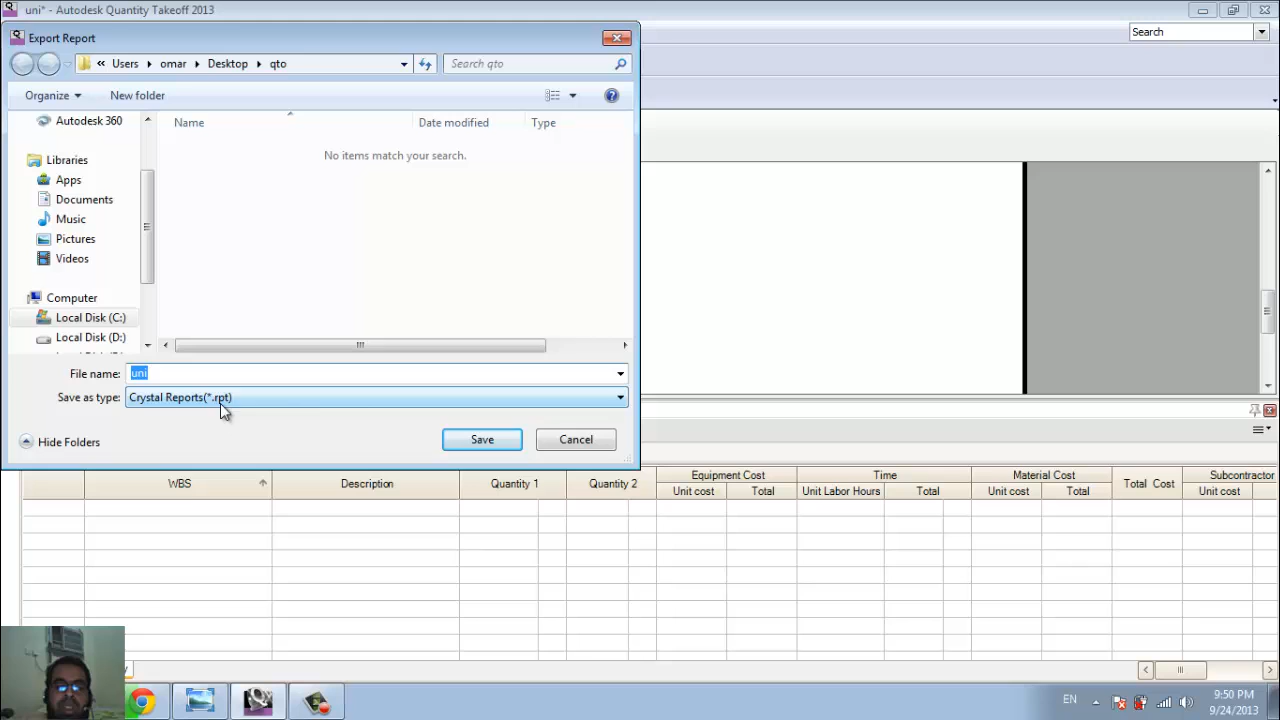 uni* - Autodesk Quantity Takeoff 2013
Export Report
Search
« Users ▸ omar ▸ Desktop ▸ qto
Search qto
Organize
New folder
Autodesk 360
Name
Date modified
Type
No items match your search.
Libraries
Apps
Documents
Music
Pictures
Videos
Computer
Local Disk (C:)
Local Disk (D:)
File name: uni
Save as type: Crystal Reports(*.rpt)
Hide Folders
Save
Cancel
WBS
Description
Quantity 1
Quantity 2
Equipment Cost
Unit cost
Total
Time
Unit Labor Hours
Total
Material Cost
Unit cost
Total
Total Cost
Subcontractor
Unit cost
EN
9:50 PM
9/24/2013